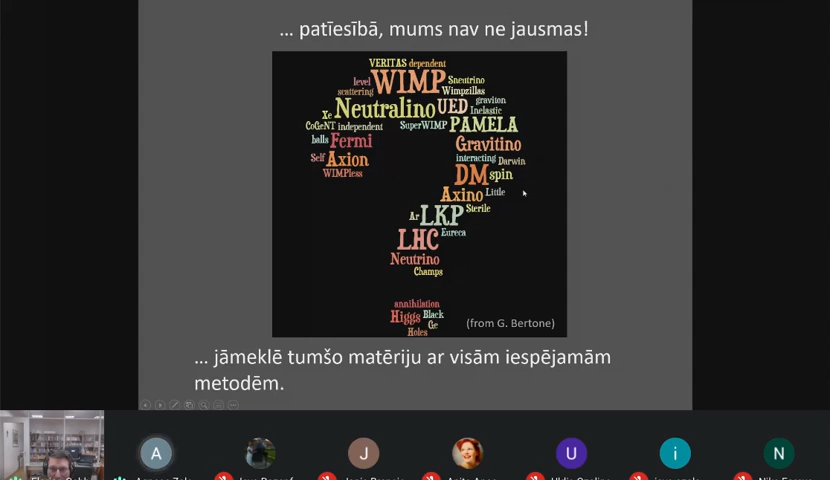 ... patīesībā, mums nav ne jausmas!
VERITAS dependent
level WIMP Sneutrino
scattering Wimpzillas
Xe Neutralino UED graviton
Inelastic
CoGeNT independent SuperWIMP PAMELA
balls Fermi Gravitino
Self Axion interacting Darwin
WIMPless DM spin
Axino Little
Ar LKP Sterile
LHC Eureca
Neutrino
Champs
annihilation
Higgs Black
Ge
Holes
(from G. Bertone)
... jāmeklē tumšo matēriju ar visām iespējamām
metodēm.
A
J
U
i
N